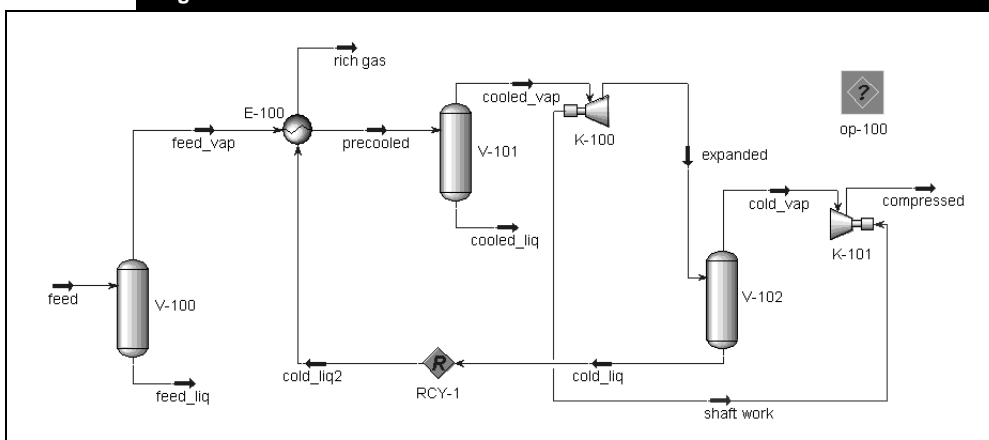 rich gas
E-100
feed_vap
precooled
cooled_vap
V-101
K-100
cooled_liq
expanded
?
op-100
cold_vap
compressed
K-101
feed
V-100
V-102
feed_liq
cold_liq2
R
RCY-1
cold_liq
shaft work